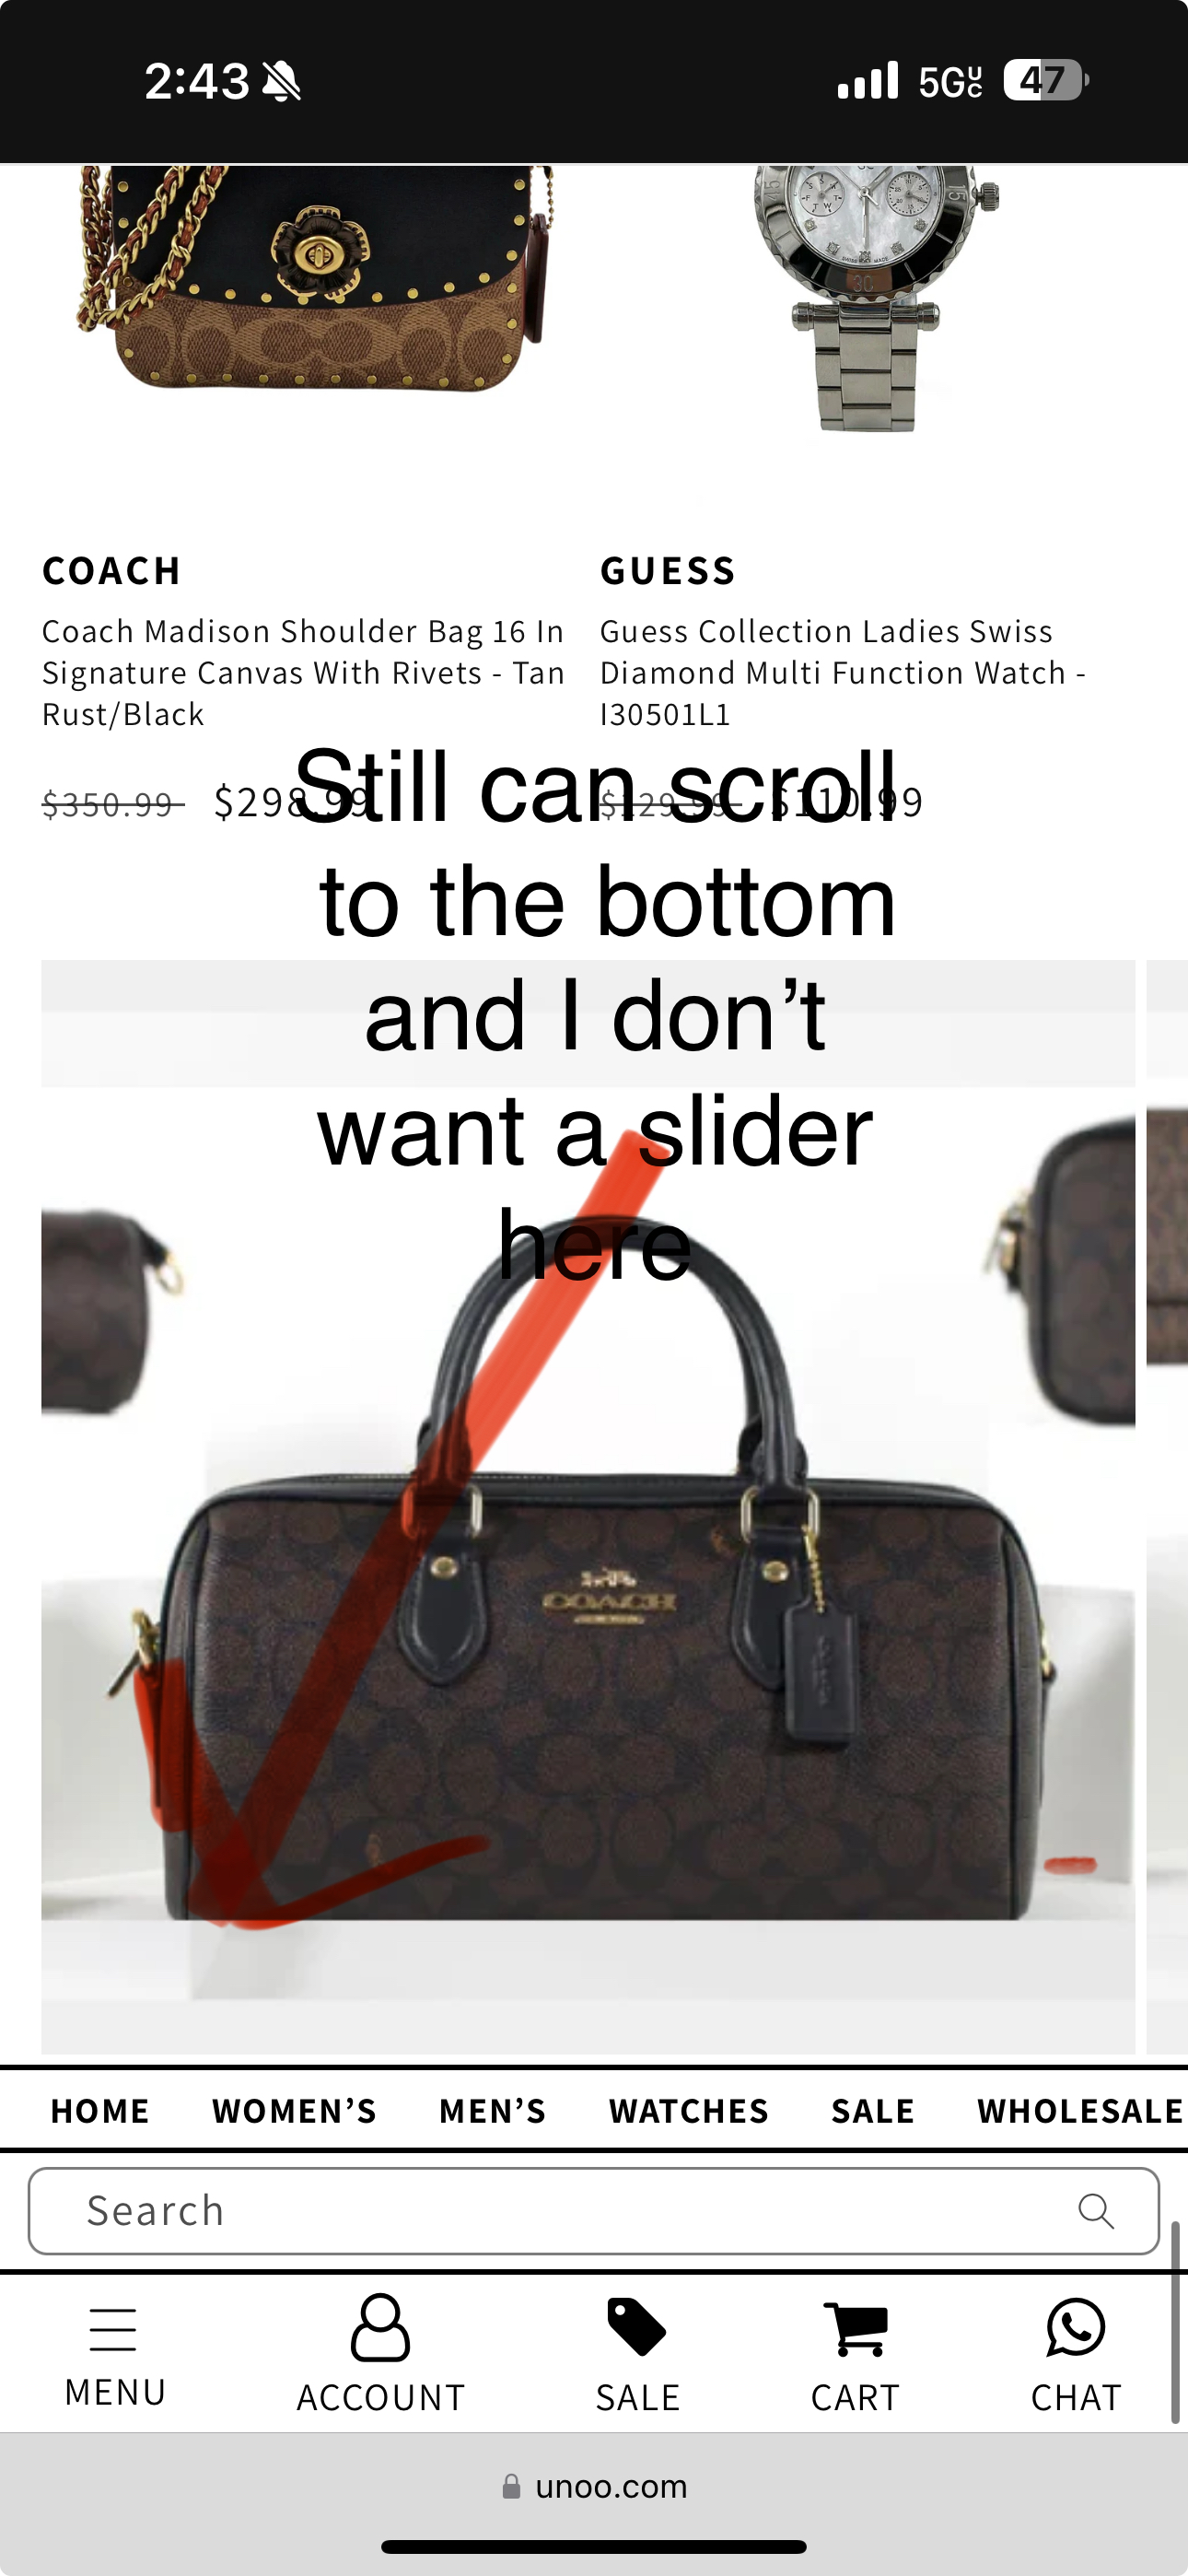 2:43
5G UC
47
COACH
GUESS
Coach Madison Shoulder Bag 16 In
Signature Canvas With Rivets - Tan
Rust/Black
Guess Collection Ladies Swiss
Diamond Multi Function Watch -
I30501L1
$350.99 $298.99
$129.99 $110.99
Still can scroll
to the bottom
and I don’t
want a slider
here
COACH
HOME WOMEN’S MEN’S WATCHES SALE WHOLESALE
Search
MENU ACCOUNT SALE CART CHAT
unoo.com